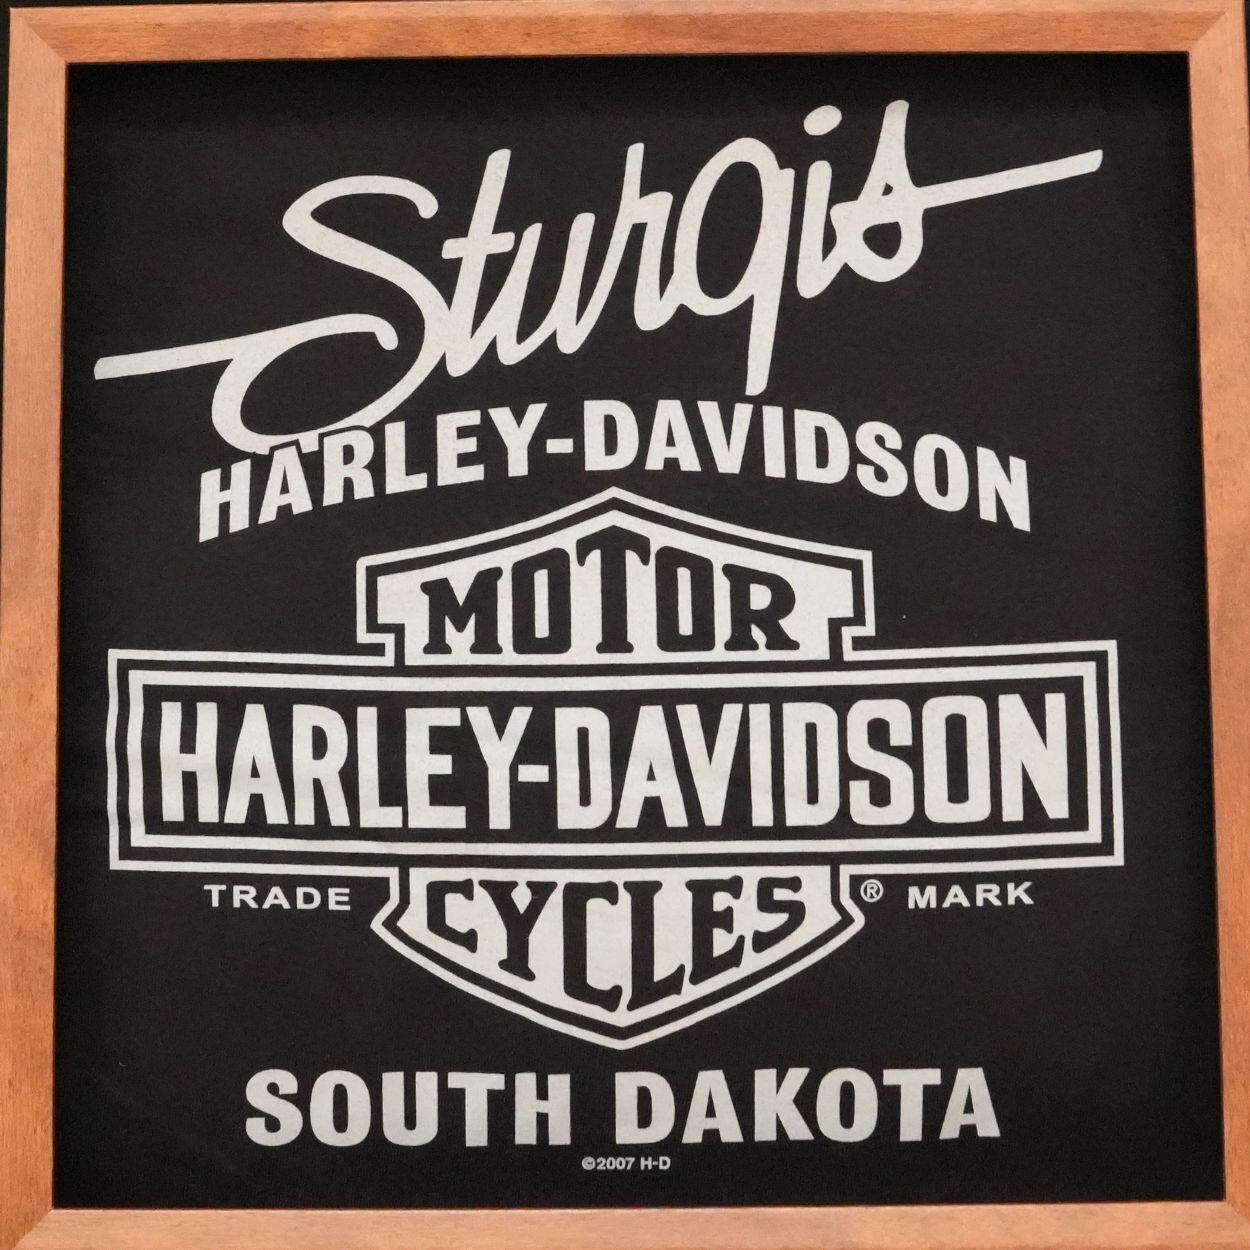 Sturgis
HARLEY-DAVIDSON
MOTOR
HARLEY-DAVIDSON
CYCLES
TRADE ® MARK
SOUTH DAKOTA
©2007 H-D